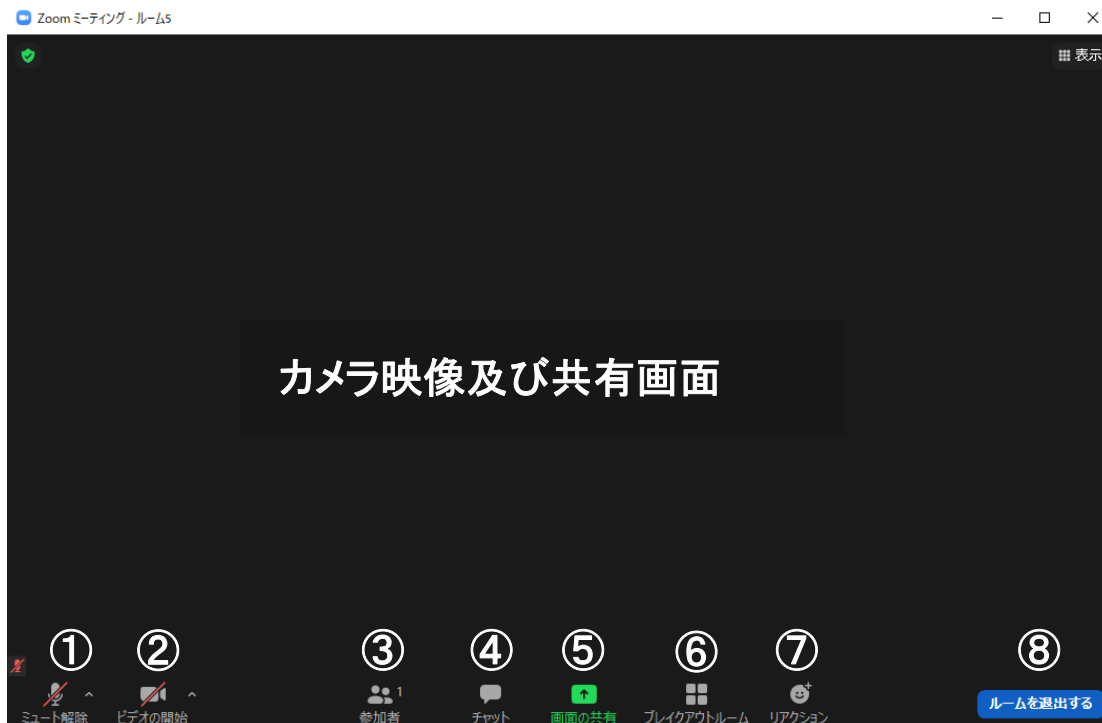 Zoom ミーティング - ルーム5
表示
カメラ映像及び共有画面
① ② ③ ④ ⑤ ⑥ ⑦ ⑧
1
ミュート解除 ビデオの開始 参加者 チャット 画面の共有 ブレイクアウトルーム リアクション ルームを退出する